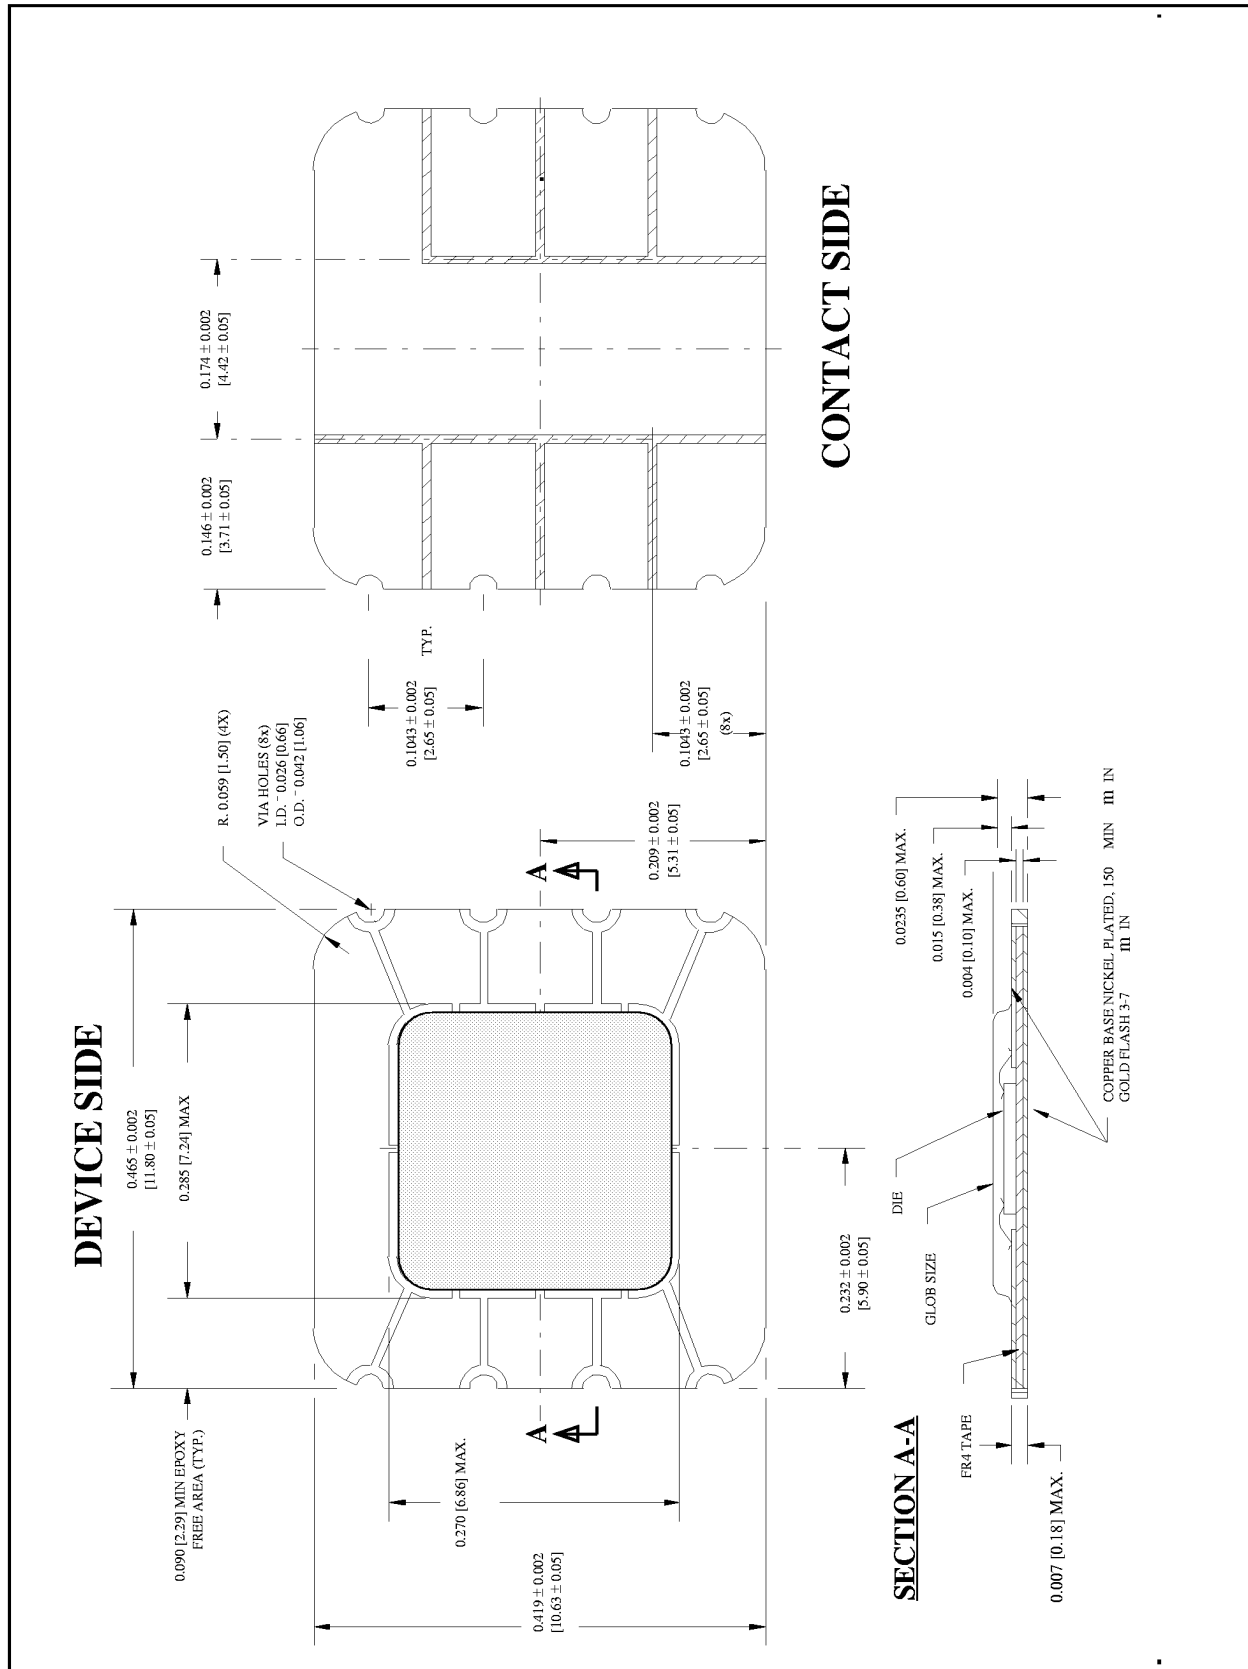 DEVICE SIDE
0.465 ± 0.002
[11.80 ± 0.05]
0.285 [7.24] MAX
0.090 [2.29] MIN EPOXY
FREE AREA (TYP.)
R. 0.059 [1.50] (4X)
VIA HOLES (8x)
I.D. ‾ 0.026 [0.66]
O.D. ‾ 0.042 [1.06]
0.270 [6.86] MAX.
0.419 ± 0.002
[10.63 ± 0.05]
A
A
0.209 ± 0.002
[5.31 ± 0.05]
0.232 ± 0.002
[5.90 ± 0.05]
0.146 ± 0.002
[3.71 ± 0.05]
0.174 ± 0.002
[4.42 ± 0.05]
TYP.
0.1043 ± 0.002
[2.65 ± 0.05]
0.1043 ± 0.002
[2.65 ± 0.05]
(8x)
CONTACT SIDE
SECTION A-A
FR4 TAPE
GLOB SIZE
DIE
0.0235 [0.60] MAX.
0.015 [0.38] MAX.
0.004 [0.10] MAX.
0.007 [0.18] MAX.
COPPER BASE NICKEL PLATED, 150 MIN m IN
GOLD FLASH 3-7 m IN